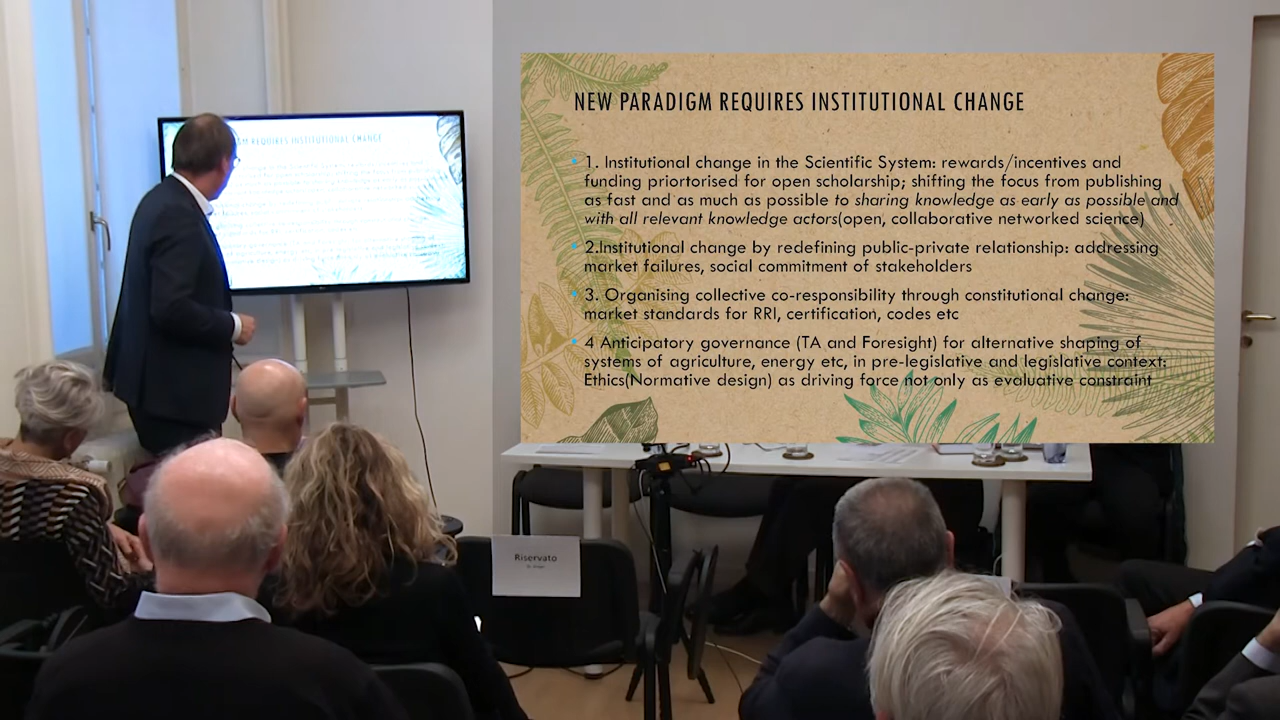 NEW PARADIGM REQUIRES INSTITUTIONAL CHANGE
• 1. Institutional change in the Scientific System: rewards/incentives and
funding priortorised for open scholarship; shifting the focus from publishing
as fast and as much as possible to sharing knowledge as early as possible and
with all relevant knowledge actors(open, collaborative networked science)
• 2.Institutional change by redefining public-private relationship: addressing
market failures, social commitment of stakeholders
• 3. Organising collective co-responsibility through constitutional change:
market standards for RRI, certification, codes etc
• 4 Anticipatory governance (TA and Foresight) for alternative shaping of
systems of agriculture, energy etc, in pre-legislative and legislative context:
Ethics(Normative design) as driving force not only as evaluative constraint
REQUIRES INSTITUTIONAL CHANGE
Riservato